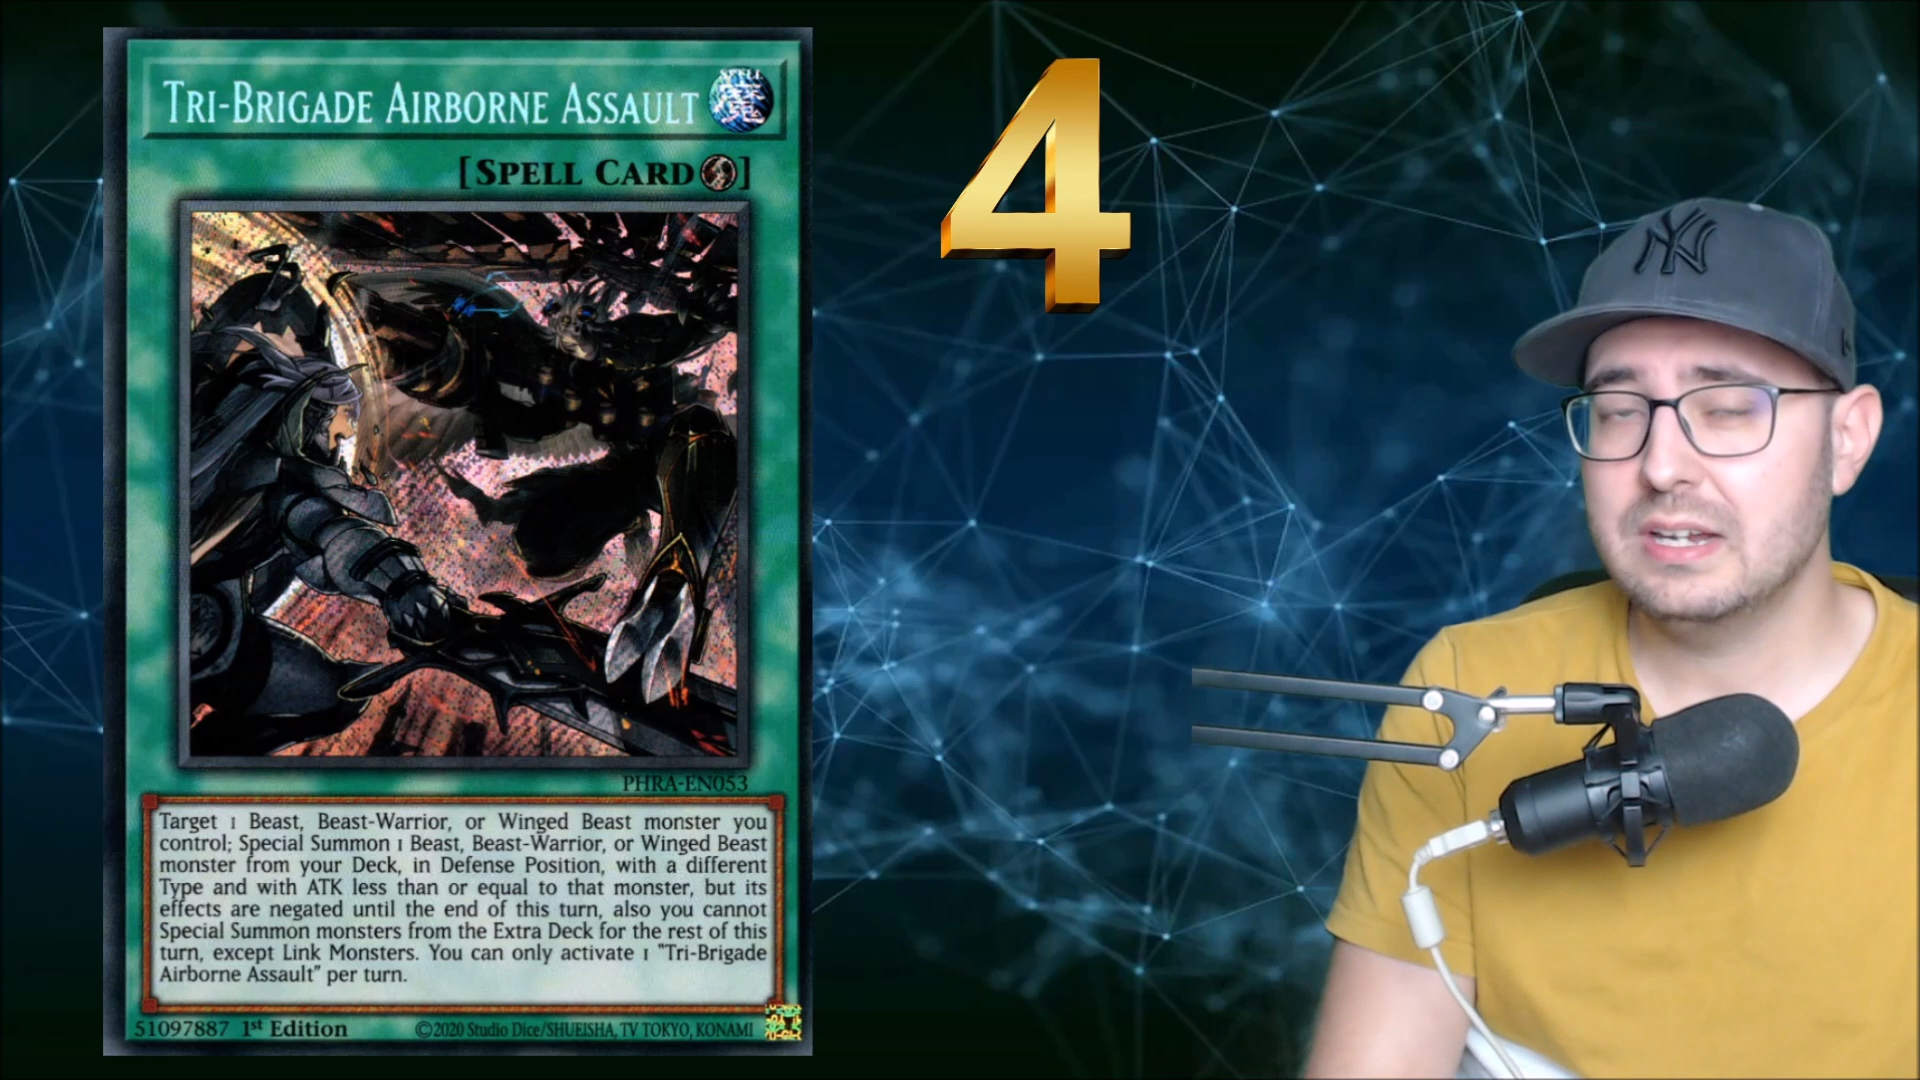 TRI-BRIGADE AIRBORNE ASSAULT
[SPELL CARD]
4
NY
PHRA-EN053
Target 1 Beast, Beast-Warrior, or Winged Beast monster you
control; Special Summon 1 Beast, Beast-Warrior, or Winged Beast
monster from your Deck, in Defense Position, with a different
Type and with ATK less than or equal to that monster, but its
effects are negated until the end of this turn, also you cannot
Special Summon monsters from the Extra Deck for the rest of this
turn, except Link Monsters. You can only activate 1 "Tri-Brigade
Airborne Assault" per turn.
51097887 1st Edition
©2020 Studio Dice/SHUEISHA, TV TOKYO, KONAMI